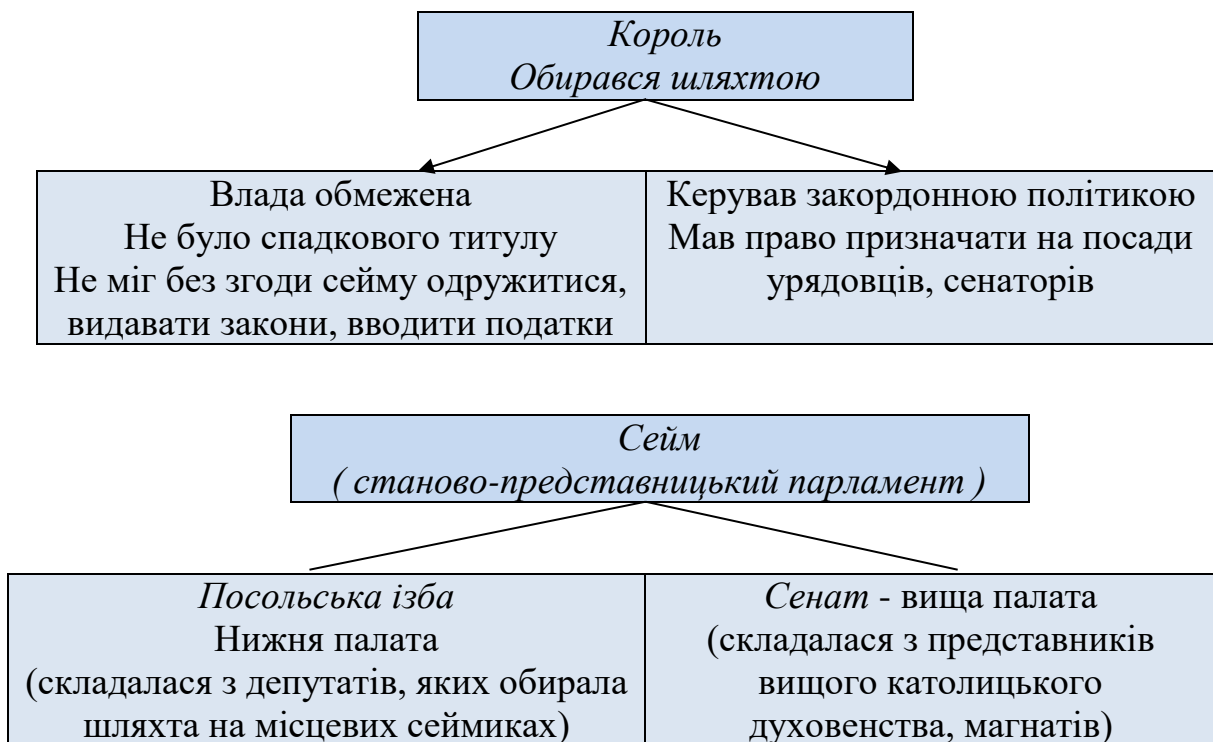 Король
Обирався шляхтою
Влада обмежена
Не було спадкового титулу
Не міг без згоди сейму одружитися,
видавати закони, вводити податки
Керував закордонною політикою
Мав право призначати на посади
урядовців, сенаторів
Сейм
( станово-представницький парламент )
Посольська ізба
Нижня палата
(складалася з депутатів, яких обирала
шляхта на місцевих сеймиках)
Сенат - вища палата
(складалася з представників
вищого католицького
духовенства, магнатів)